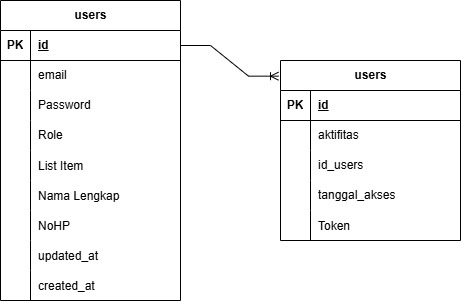 users
PK id
email
Password
Role
List Item
Nama Lengkap
NoHP
updated_at
created_at
users
PK id
aktifitas
id_users
tanggal_akses
Token